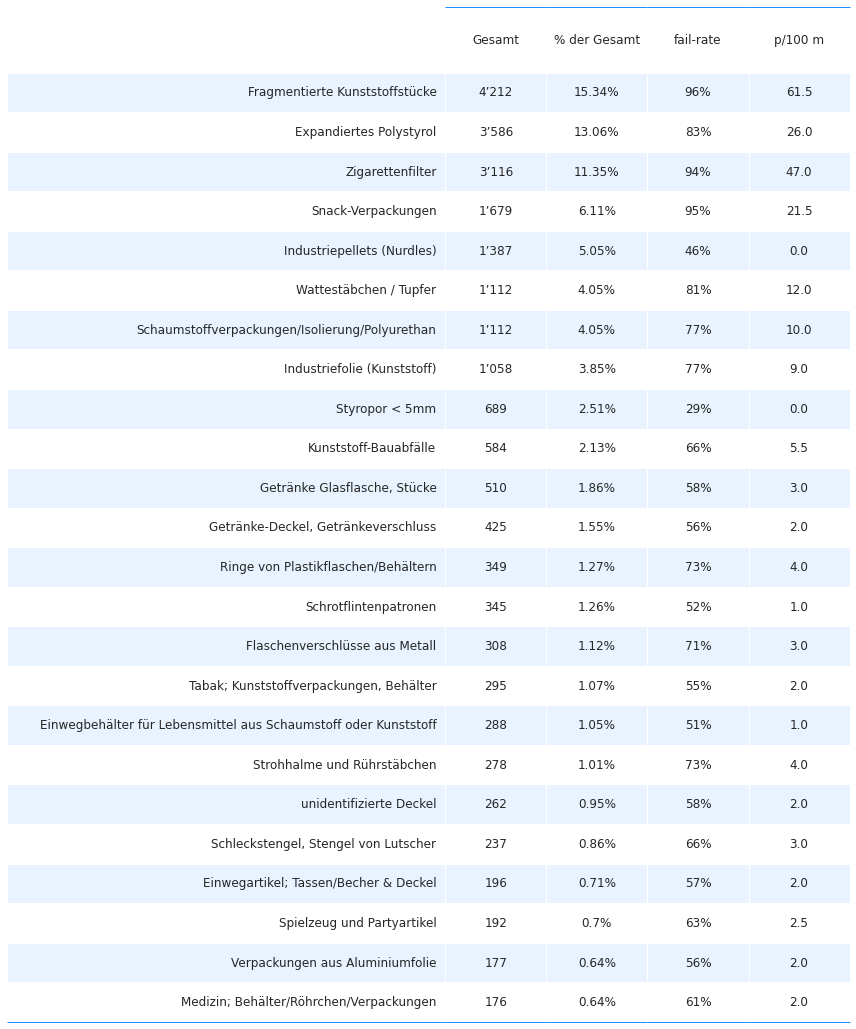 Gesamt % der Gesamt fail-rate p/100 m
Fragmentierte Kunststoffstücke 4’212 15.34% 96% 61.5
Expandiertes Polystyrol 3’586 13.06% 83% 26.0
Zigarettenfilter 3’116 11.35% 94% 47.0
Snack-Verpackungen 1’679 6.11% 95% 21.5
Industriepellets (Nurdles) 1’387 5.05% 46% 0.0
Wattestäbchen / Tupfer 1’112 4.05% 81% 12.0
Schaumstoffverpackungen/Isolierung/Polyurethan 1’112 4.05% 77% 10.0
Industriefolie (Kunststoff) 1’058 3.85% 77% 9.0
Styropor < 5mm 689 2.51% 29% 0.0
Kunststoff-Bauabfälle 584 2.13% 66% 5.5
Getränke Glasflasche, Stücke 510 1.86% 58% 3.0
Getränke-Deckel, Getränkeverschluss 425 1.55% 56% 2.0
Ringe von Plastikflaschen/Behältern 349 1.27% 73% 4.0
Schrotflintenpatronen 345 1.26% 52% 1.0
Flaschenverschlüsse aus Metall 308 1.12% 71% 3.0
Tabak; Kunststoffverpackungen, Behälter 295 1.07% 55% 2.0
Einwegbehälter für Lebensmittel aus Schaumstoff oder Kunststoff 288 1.05% 51% 1.0
Strohhalme und Rührstäbchen 278 1.01% 73% 4.0
unidentifizierte Deckel 262 0.95% 58% 2.0
Schleckstengel, Stengel von Lutscher 237 0.86% 66% 3.0
Einwegartikel; Tassen/Becher & Deckel 196 0.71% 57% 2.0
Spielzeug und Partyartikel 192 0.7% 63% 2.5
Verpackungen aus Aluminiumfolie 177 0.64% 56% 2.0
Medizin; Behälter/Röhrchen/Verpackungen 176 0.64% 61% 2.0